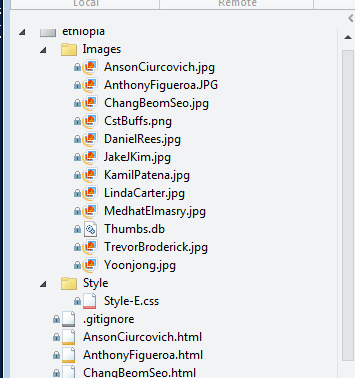 Local Remote
ethiopia
Images
AnsonCiurcovich.jpg
AnthonyFigueroa.JPG
ChangBeomSeo.jpg
CstBuffs.png
DanielRees.jpg
JakeJKim.jpg
KamilPatena.jpg
LindaCarter.jpg
MedhatElmasry.jpg
Thumbs.db
TrevorBroderick.jpg
Yoonjong.jpg
Style
Style-E.css
.gitignore
AnsonCiurcovich.html
AnthonyFigueroa.html
ChangBeomSeo.html